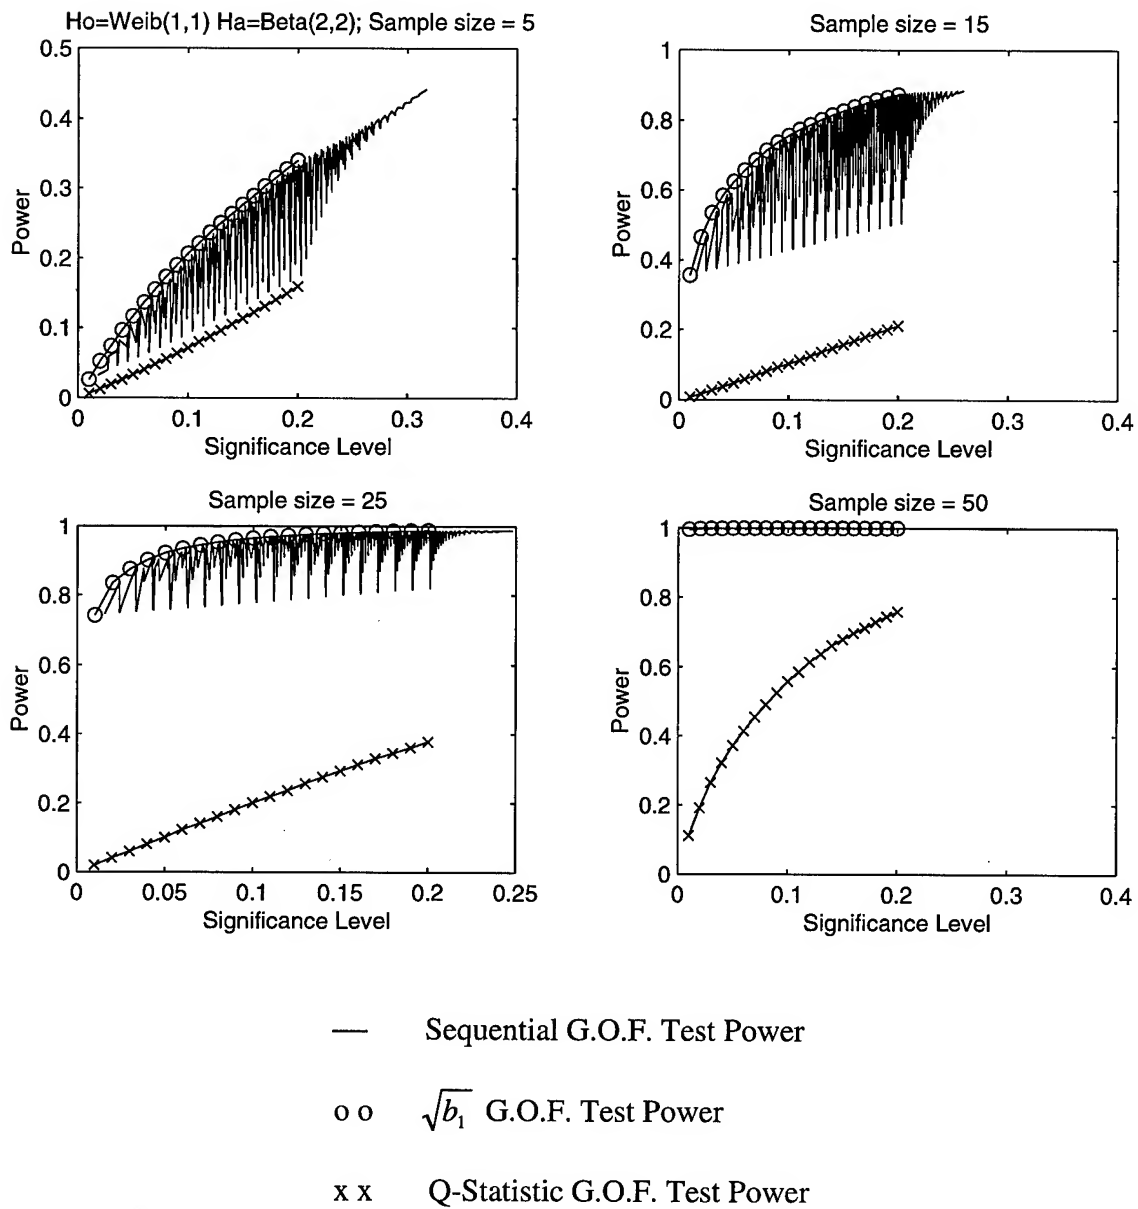 Ho=Weib(1,1) Ha=Beta(2,2); Sample size = 5
0.5
0.4
0.3
0.2
0.1
0
Power
0 0.1 0.2 0.3 0.4
Significance Level
Sample size = 15
1
0.8
0.6
0.4
0.2
0
Power
0 0.1 0.2 0.3 0.4
Significance Level
Sample size = 25
1
0.8
0.6
0.4
0.2
0
Power
0 0.05 0.1 0.15 0.2 0.25
Significance Level
Sample size = 50
1
0.8
0.6
0.4
0.2
0
Power
0 0.1 0.2 0.3 0.4
Significance Level
— Sequential G.O.F. Test Power
o o √b₁ G.O.F. Test Power
x x Q-Statistic G.O.F. Test Power